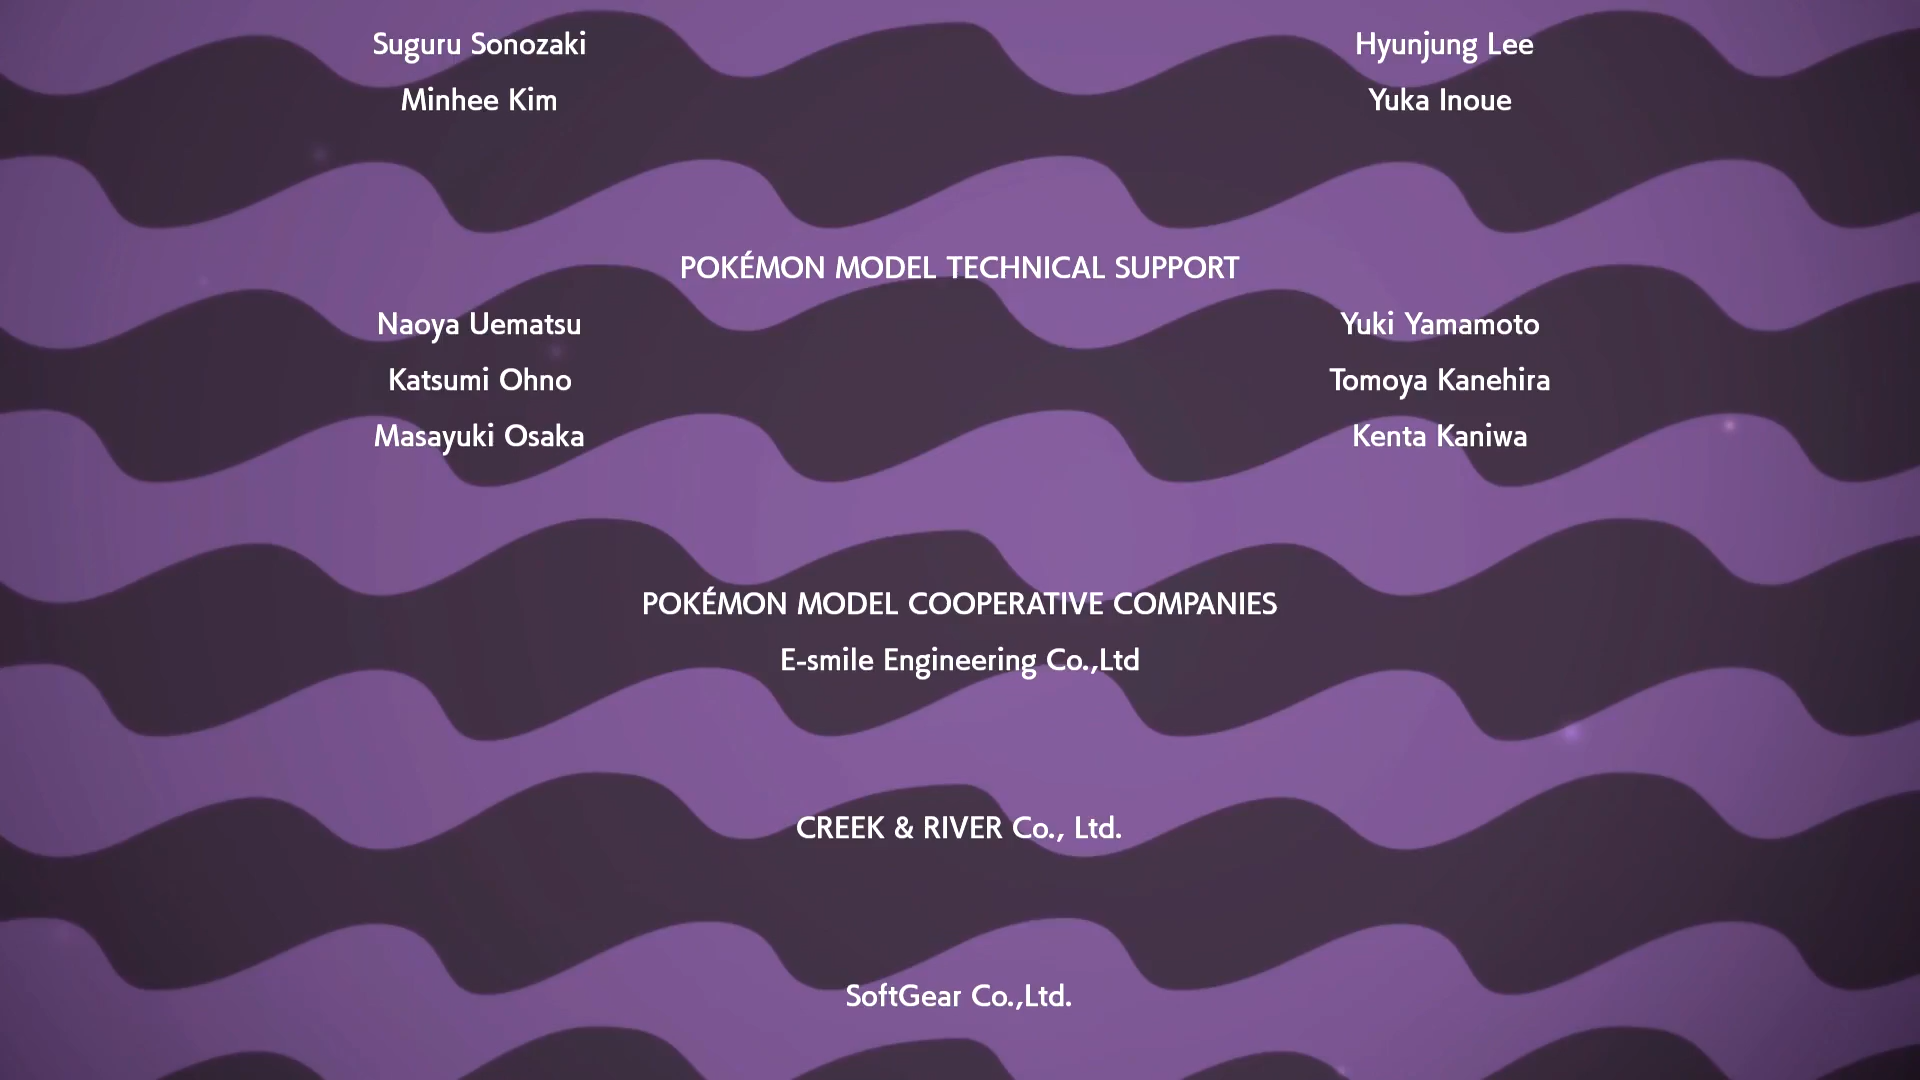 Suguru Sonozaki Hyunjung Lee
Minhee Kim Yuka Inoue
POKÉMON MODEL TECHNICAL SUPPORT
Naoya Uematsu Yuki Yamamoto
Katsumi Ohno Tomoya Kanehira
Masayuki Osaka Kenta Kaniwa
POKÉMON MODEL COOPERATIVE COMPANIES
E-smile Engineering Co.,Ltd
CREEK & RIVER Co., Ltd.
SoftGear Co.,Ltd.